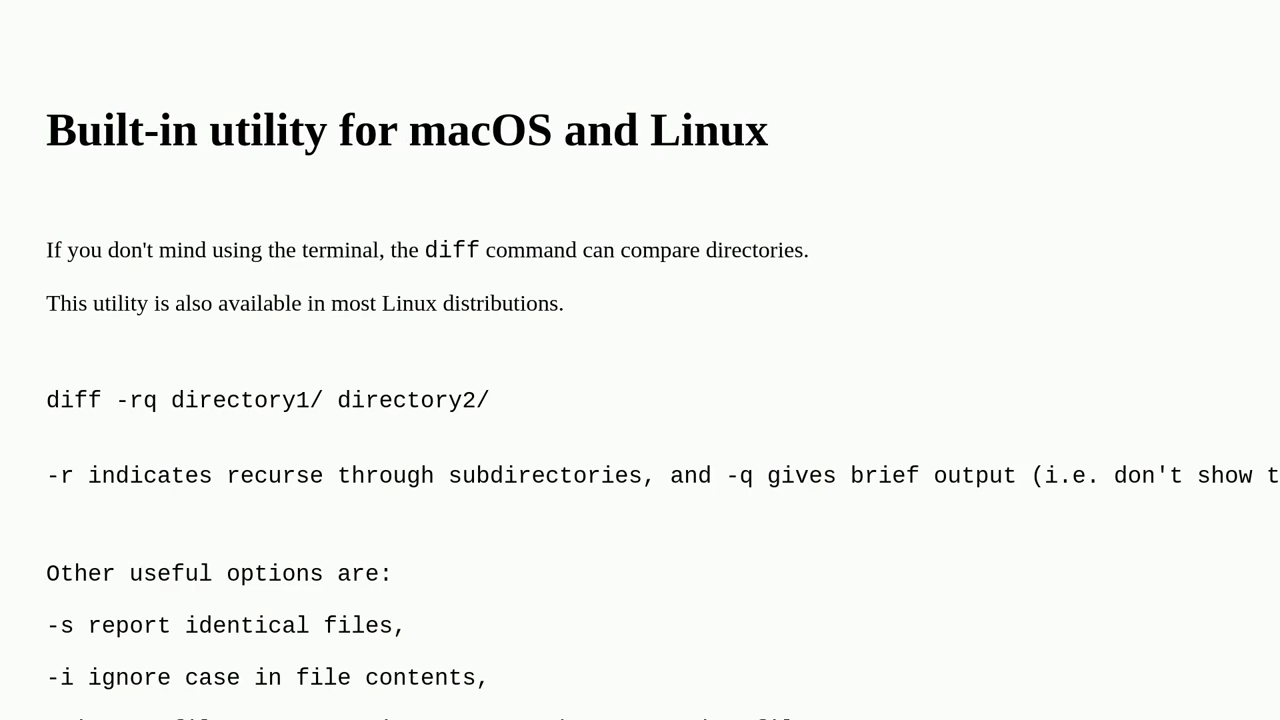 Built-in utility for macOS and Linux
If you don't mind using the terminal, the diff command can compare directories.
This utility is also available in most Linux distributions.
diff -rq directory1/ directory2/
-r indicates recurse through subdirectories, and -q gives brief output (i.e. don't show
Other useful options are:
-s report identical files,
-i ignore case in file contents,